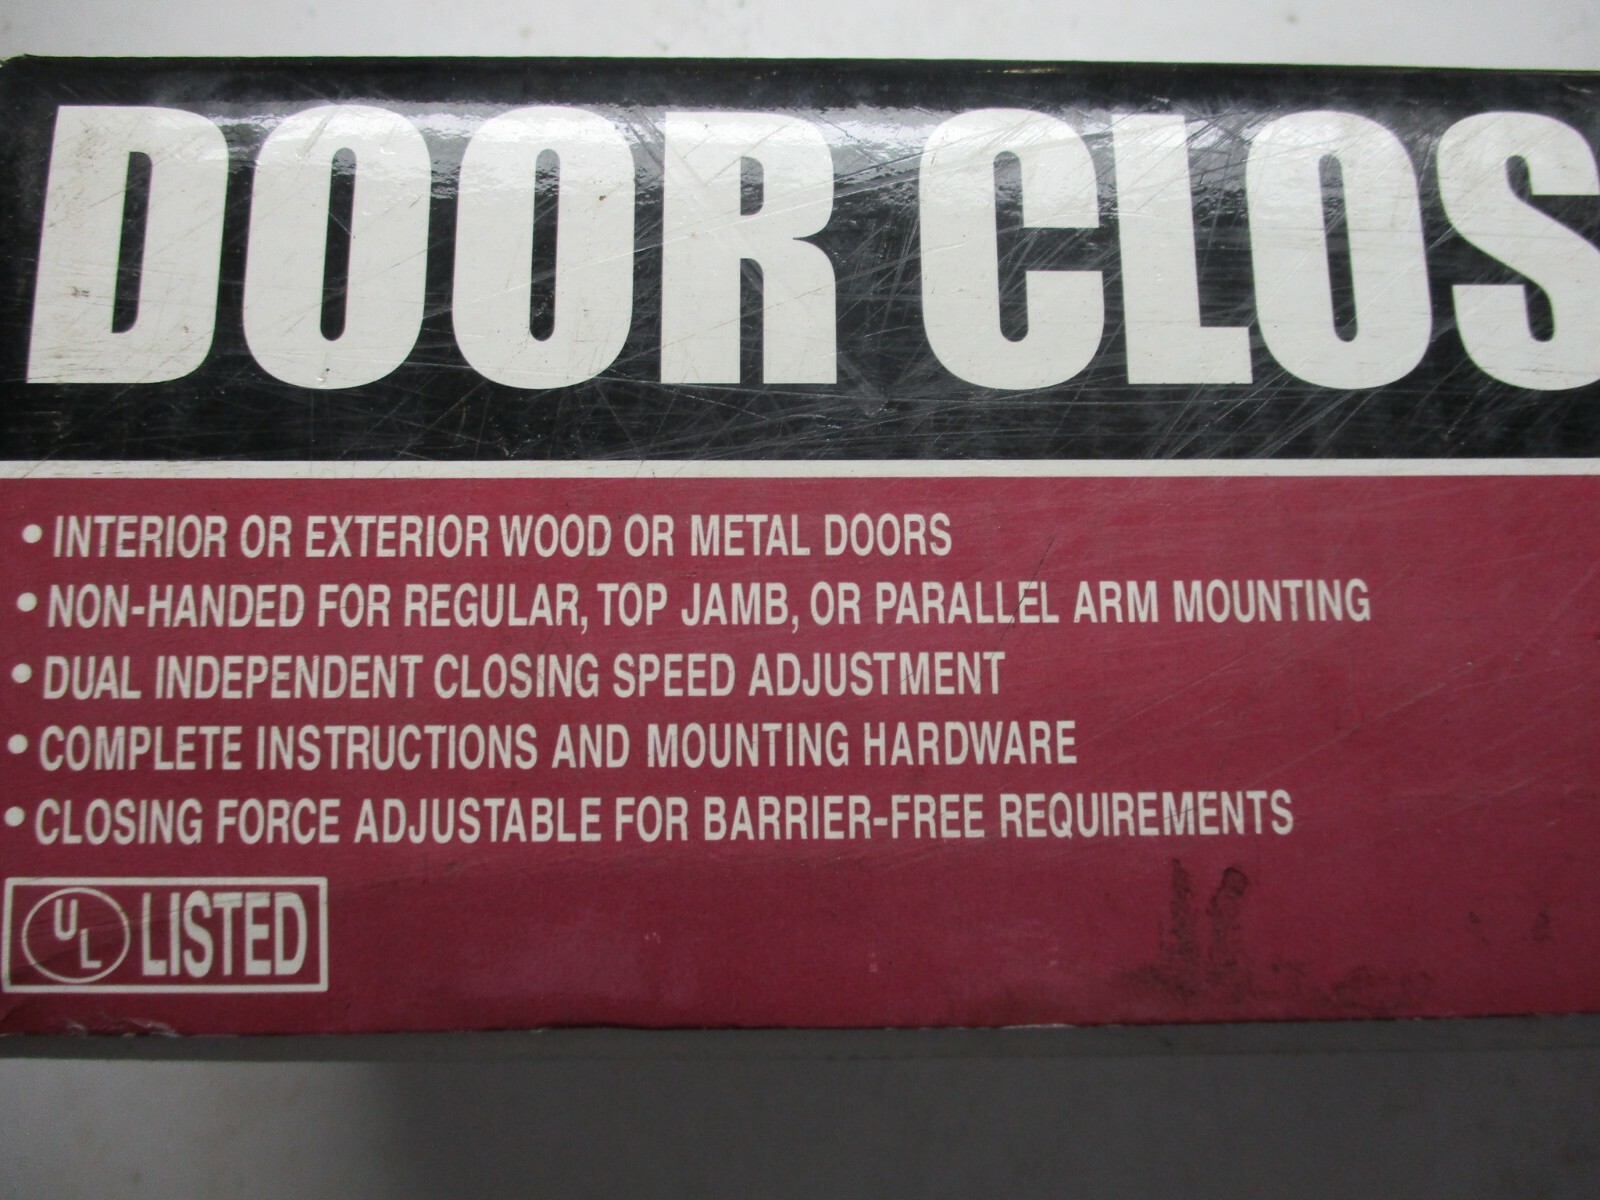 DOOR CLOS
• INTERIOR OR EXTERIOR WOOD OR METAL DOORS
• NON-HANDED FOR REGULAR, TOP JAMB, OR PARALLEL ARM MOUNTING
• DUAL INDEPENDENT CLOSING SPEED ADJUSTMENT
• COMPLETE INSTRUCTIONS AND MOUNTING HARDWARE
• CLOSING FORCE ADJUSTABLE FOR BARRIER-FREE REQUIREMENTS
UL LISTED